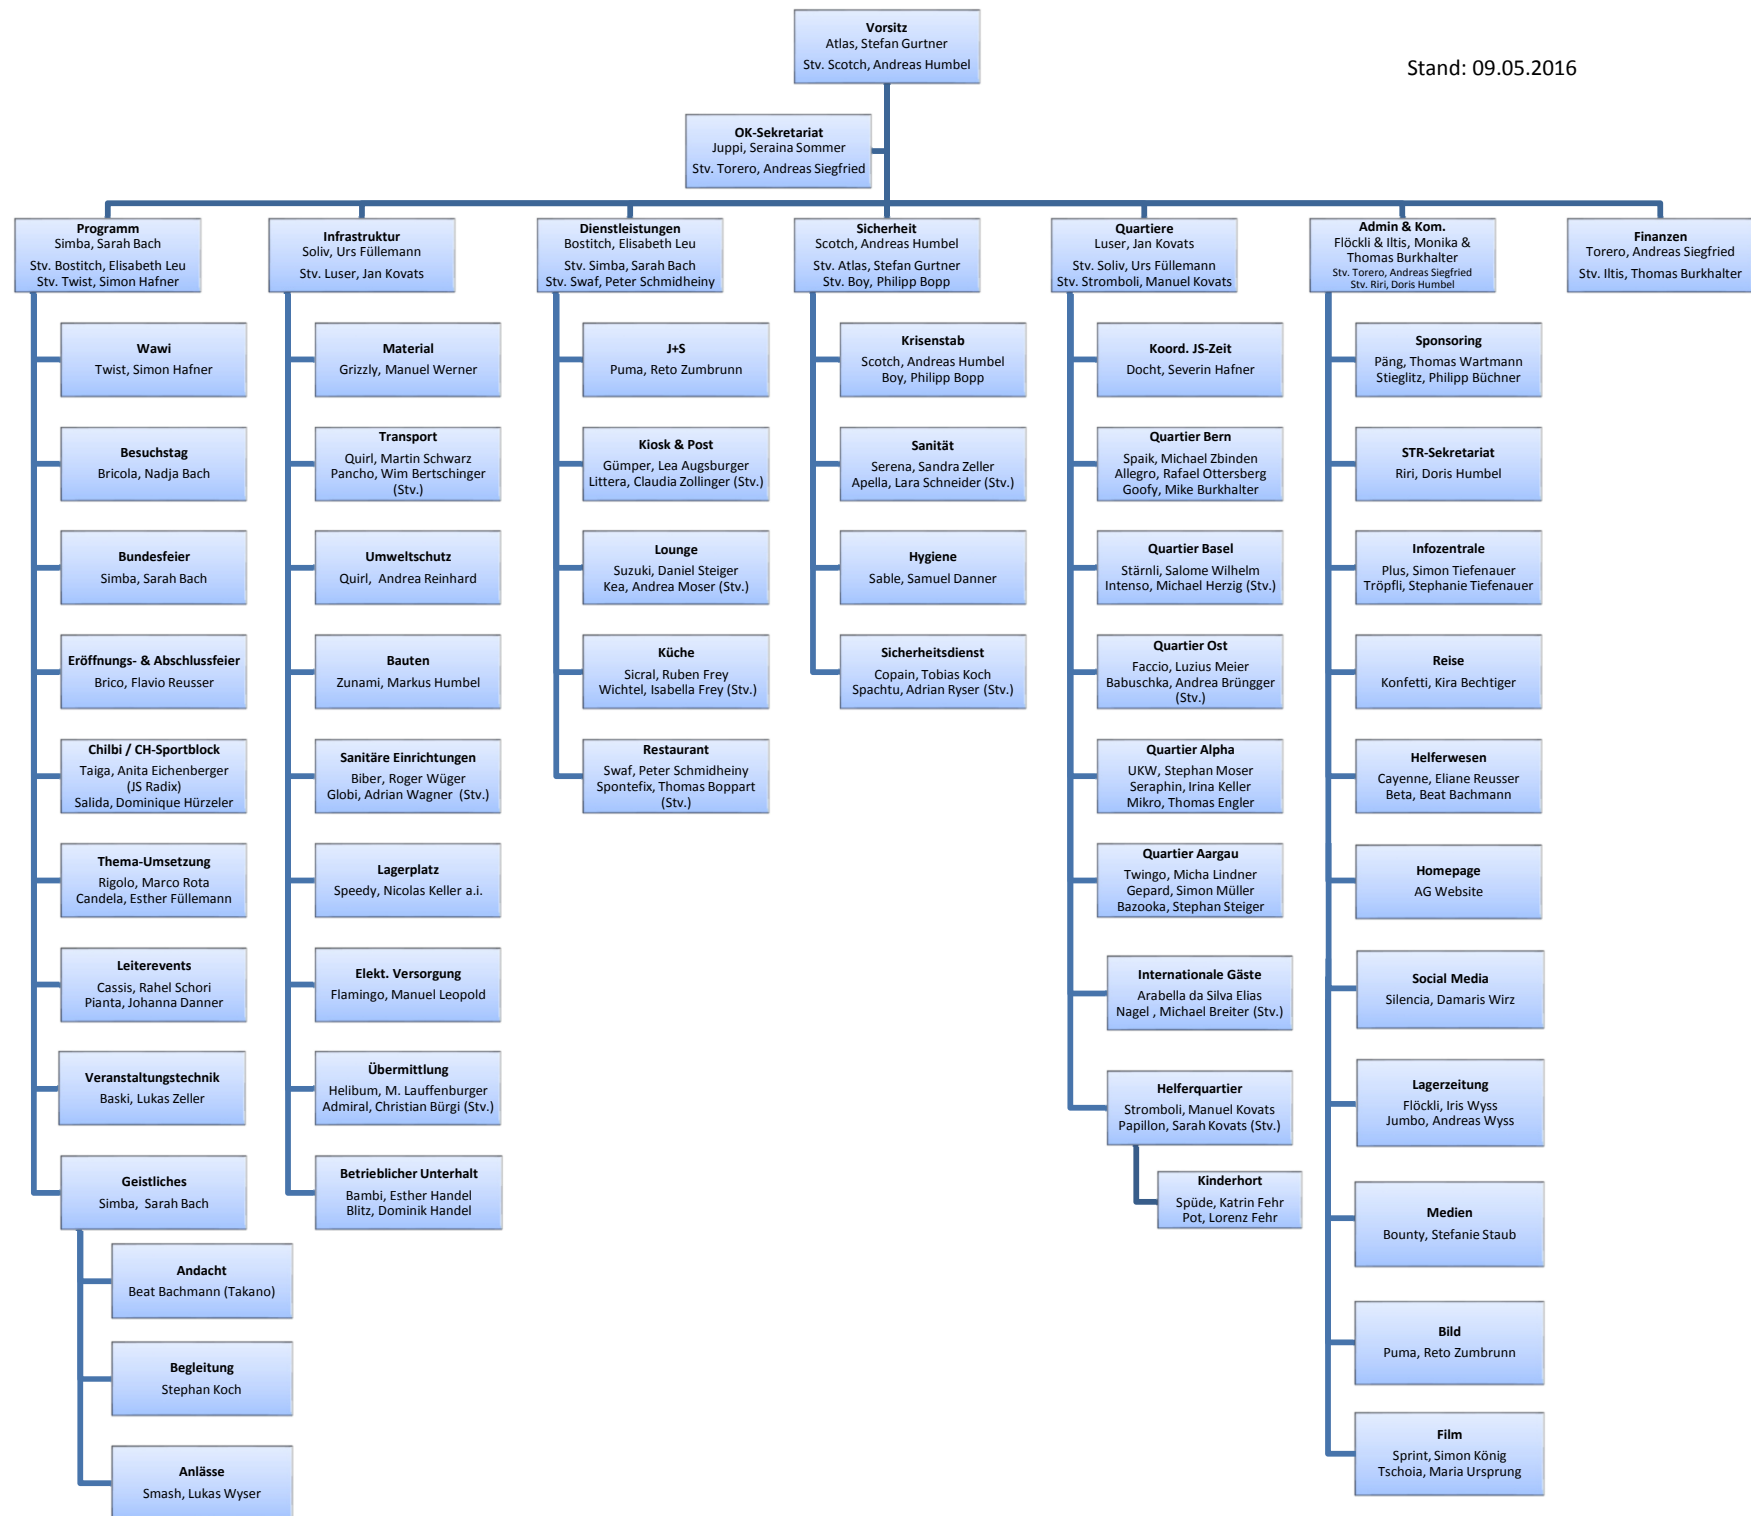 Vorsitz
Atlas, Stefan Gurtner
Stv. Scotch, Andreas Humbel
Stand: 09.05.2016
OK-Sekretariat
Juppi, Seraina Sommer
Stv. Torero, Andreas Siegfried
Programm
Simba, Sarah Bach
Stv. Bostitch, Elisabeth Leu
Stv. Twist, Simon Hafner
Wawi
Twist, Simon Hafner
Besuchstag
Bricola, Nadja Bach
Bundesfeier
Simba, Sarah Bach
Eröffnungs- & Abschlussfeier
Brico, Flavio Reusser
Chilbi / CH-Sportblock
Taiga, Anita Eichenberger
(JS Radix)
Salida, Dominique Hürzeler
Thema-Umsetzung
Rigolo, Marco Rota
Candela, Esther Füllemann
Leiterevents
Cassis, Rahel Schori
Pianta, Johanna Danner
Veranstaltungstechnik
Baski, Lukas Zeller
Geistliches
Simba, Sarah Bach
Andacht
Beat Bachmann (Takano)
Begleitung
Stephan Koch
Anlässe
Smash, Lukas Wyser
Infrastruktur
Soliv, Urs Füllemann
Stv. Luser, Jan Kovats
Material
Grizzly, Manuel Werner
Transport
Quirl, Martin Schwarz
Pancho, Wim Bertschinger
(Stv.)
Umweltschutz
Quirl, Andrea Reinhard
Bauten
Zunami, Markus Humbel
Sanitäre Einrichtungen
Biber, Roger Wüger
Globi, Adrian Wagner (Stv.)
Lagerplatz
Speedy, Nicolas Keller a.i.
Elekt. Versorgung
Flamingo, Manuel Leopold
Übermittlung
Helibum, M. Lauffenburger
Admiral, Christian Bürgi (Stv.)
Betrieblicher Unterhalt
Bambi, Esther Handel
Blitz, Dominik Handel
Dienstleistungen
Bostitch, Elisabeth Leu
Stv. Simba, Sarah Bach
Stv. Swaf, Peter Schmidheiny
J+S
Puma, Reto Zumbrunn
Kiosk & Post
Gümper, Lea Augsburger
Littera, Claudia Zollinger (Stv.)
Lounge
Suzuki, Daniel Steiger
Kea, Andrea Moser (Stv.)
Küche
Sicral, Ruben Frey
Wichtel, Isabella Frey (Stv.)
Restaurant
Swaf, Peter Schmidheiny
Spontefix, Thomas Boppart
(Stv.)
Sicherheit
Scotch, Andreas Humbel
Stv. Atlas, Stefan Gurtner
Stv. Boy, Philipp Bopp
Krisenstab
Scotch, Andreas Humbel
Boy, Philipp Bopp
Sanität
Serena, Sandra Zeller
Apella, Lara Schneider (Stv.)
Hygiene
Sable, Samuel Danner
Sicherheitsdienst
Copain, Tobias Koch
Spachtu, Adrian Ryser (Stv.)
Quartiere
Luser, Jan Kovats
Stv. Soliv, Urs Füllemann
Stv. Stromboli, Manuel Kovats
Koord. JS-Zeit
Docht, Severin Hafner
Quartier Bern
Spaik, Michael Zbinden
Allegro, Rafael Ottersberg
Goofy, Mike Burkhalter
Quartier Basel
Stärnli, Salome Wilhelm
Intenso, Michael Herzig (Stv.)
Quartier Ost
Faccio, Luzius Meier
Babuschka, Andrea Brüngger
(Stv.)
Quartier Alpha
UKW, Stephan Moser
Seraphin, Irina Keller
Mikro, Thomas Engler
Quartier Aargau
Twingo, Micha Lindner
Gepard, Simon Müller
Bazooka, Stephan Steiger
Internationale Gäste
Arabella da Silva Elias
Nagel , Michael Breiter (Stv.)
Helferquartier
Stromboli, Manuel Kovats
Papillon, Sarah Kovats (Stv.)
Kinderhort
Spüde, Katrin Fehr
Pot, Lorenz Fehr
Admin & Kom.
Flöckli & Iltis, Monika &
Thomas Burkhalter
Stv. Torero, Andreas Siegfried
Stv. Riri, Doris Humbel
Sponsoring
Päng, Thomas Wartmann
Stieglitz, Philipp Büchner
STR-Sekretariat
Riri, Doris Humbel
Infozentrale
Plus, Simon Tiefenauer
Tröpfli, Stephanie Tiefenauer
Reise
Konfetti, Kira Bechtiger
Helferwesen
Cayenne, Eliane Reusser
Beta, Beat Bachmann
Homepage
AG Website
Social Media
Silencia, Damaris Wirz
Lagerzeitung
Flöckli, Iris Wyss
Jumbo, Andreas Wyss
Medien
Bounty, Stefanie Staub
Bild
Puma, Reto Zumbrunn
Film
Sprint, Simon König
Tschoia, Maria Ursprung
Finanzen
Torero, Andreas Siegfried
Stv. Iltis, Thomas Burkhalter